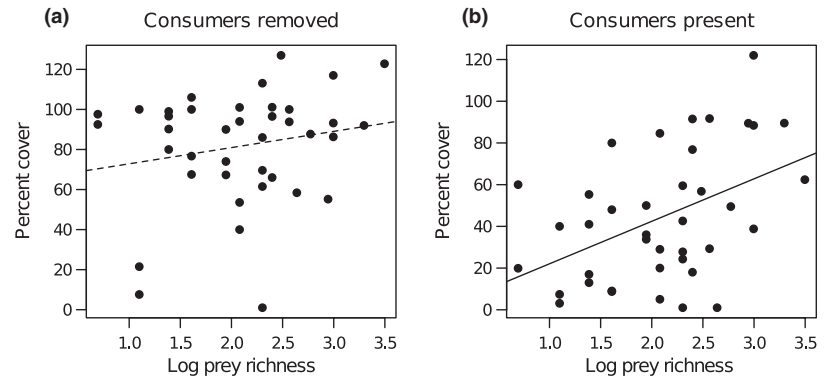 (a) Consumers removed
Percent cover
120
100
80
60
40
20
0
1.0 1.5 2.0 2.5 3.0 3.5
Log prey richness
(b) Consumers present
Percent cover
120
100
80
60
40
20
0
1.0 1.5 2.0 2.5 3.0 3.5
Log prey richness